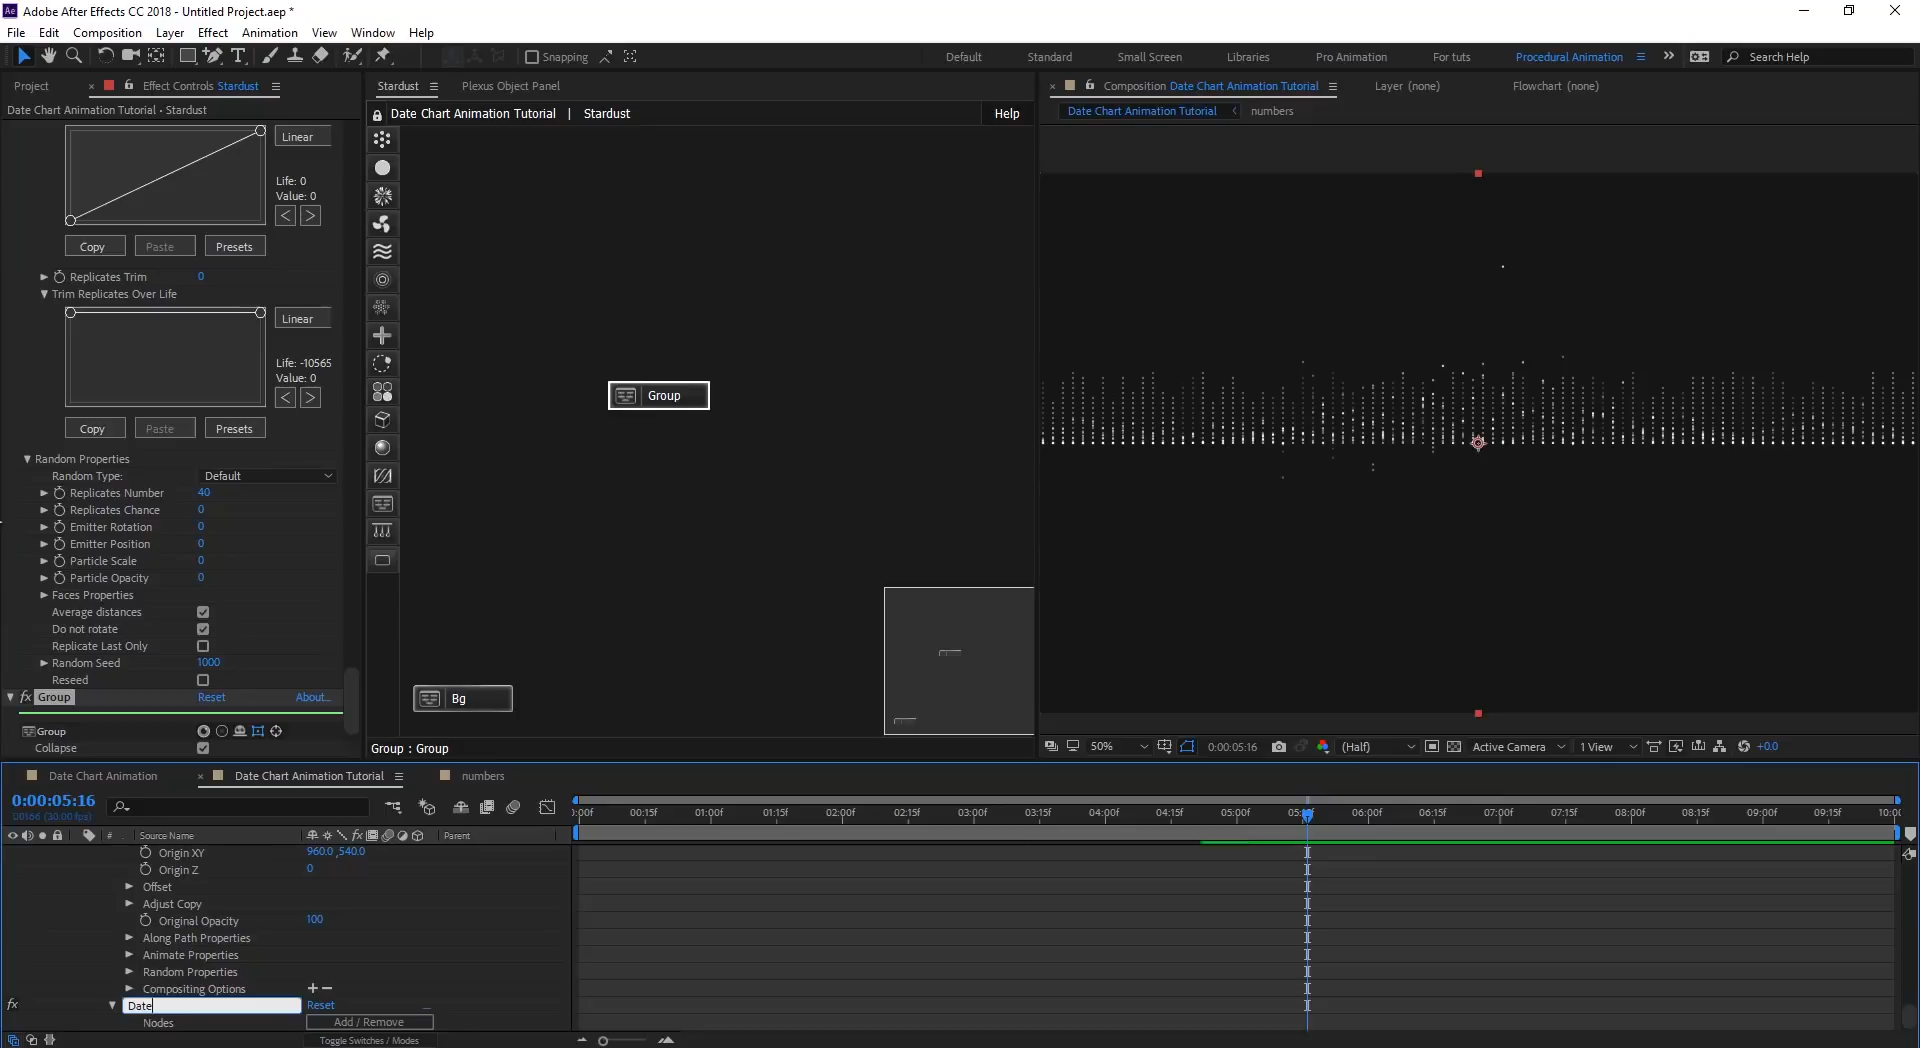 Ae Adobe After Effects CC 2018 - Untitled Project.aep *
File Edit Composition Layer Effect Animation View Window Help
Snapping Default Standard Small Screen Libraries Pro Animation For tuts Procedural Animation Search Help
Project Effect Controls Stardust
Date Chart Animation Tutorial • Stardust
Linear
Life: 0
Value: 0
< >
Copy Paste Presets
Replicates Trim 0
Trim Replicates Over Life
Linear
Life: -10565
Value: 0
< >
Copy Paste Presets
Random Properties
Random Type: Default
Replicates Number 40
Replicates Chance 0
Emitter Rotation 0
Emitter Position 0
Particle Scale 0
Particle Opacity 0
Faces Properties
Average distances
Do not rotate
Replicate Last Only
Random Seed 1000
Reseed
fx Group Reset About...
Group
Collapse
Stardust Plexus Object Panel
Date Chart Animation Tutorial | Stardust Help
Group
Bg
Group : Group
Composition Date Chart Animation Tutorial Layer (none) Flowchart (none)
Date Chart Animation Tutorial < numbers
50% 0:00:05:16 (Half) Active Camera 1 View +0.0
Date Chart Animation Date Chart Animation Tutorial numbers
0:00:05:16
00166 (30.00 fps)
:00f 00:15f 01:00f 01:15f 02:00f 02:15f 03:00f 03:15f 04:00f 04:15f 05:00f 06:00f 06:15f 07:00f 07:15f 08:00f 08:15f 09:00f 09:15f 10:00
# Source Name fx Parent
Origin XY 960.0 ,540.0
Origin Z 0
Offset
Adjust Copy
Original Opacity 100
Along Path Properties
Animate Properties
Random Properties
Compositing Options + −
fx Date Reset
Nodes Add / Remove
Toggle Switches / Modes